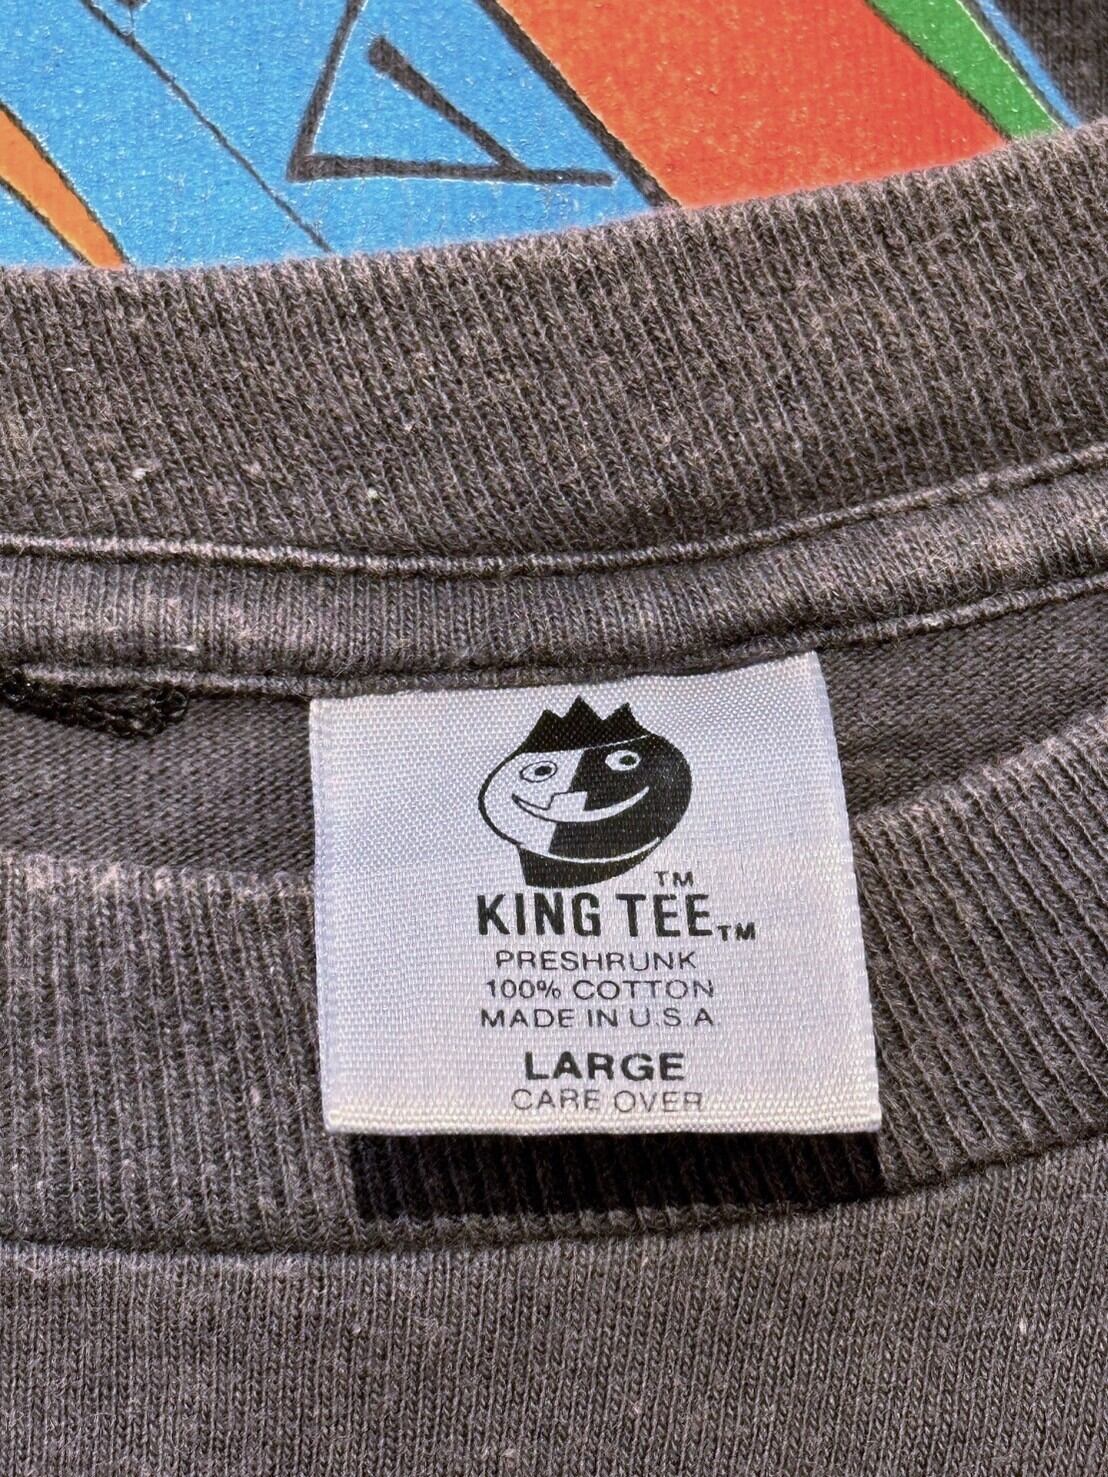 TM
KING TEE TM
PRESHRUNK
100% COTTON
MADE IN U.S.A
LARGE
CARE OVER